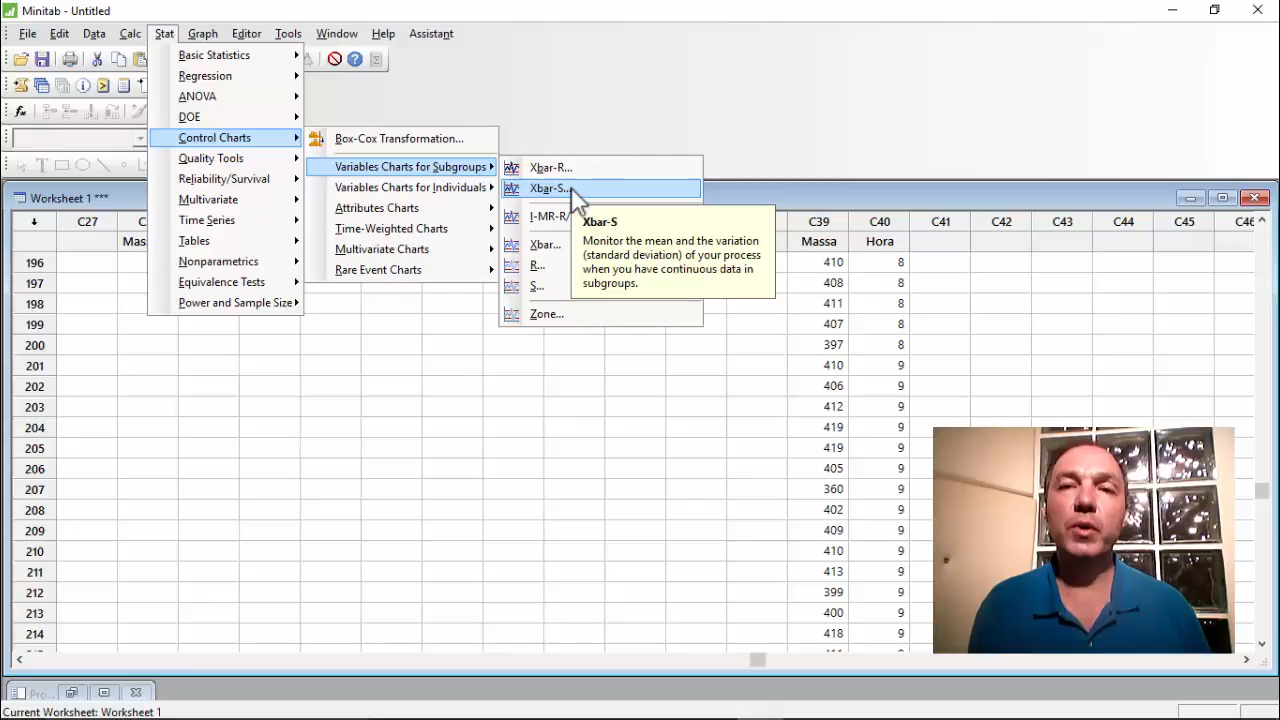 Minitab - Untitled
File Edit Data Calc Stat Graph Editor Tools Window Help Assistant
Basic Statistics
Regression
ANOVA
DOE
Control Charts
Quality Tools
Reliability/Survival
Multivariate
Time Series
Tables
Nonparametrics
Equivalence Tests
Power and Sample Size
Box-Cox Transformation...
Variables Charts for Subgroups
Variables Charts for Individuals
Attributes Charts
Time-Weighted Charts
Multivariate Charts
Rare Event Charts
Xbar-R...
Xbar-S...
I-MR-R/
Xbar...
R...
S...
Zone...
Xbar-S
Monitor the mean and the variation
(standard deviation) of your process
when you have continuous data in
subgroups.
Worksheet 1 ***
C27 C39 C40 C41 C42 C43 C44 C45 C46
Mas Massa Hora
196 410 8
197 408 8
198 411 8
199 407 8
200 397 8
201 410 9
202 406 9
203 412 9
204 419 9
205 419 9
206 405 9
207 360 9
208 402 9
209 409 9
210 410 9
211 413 9
212 399 9
213 400 9
214 418 9
Pro...
Current Worksheet: Worksheet 1